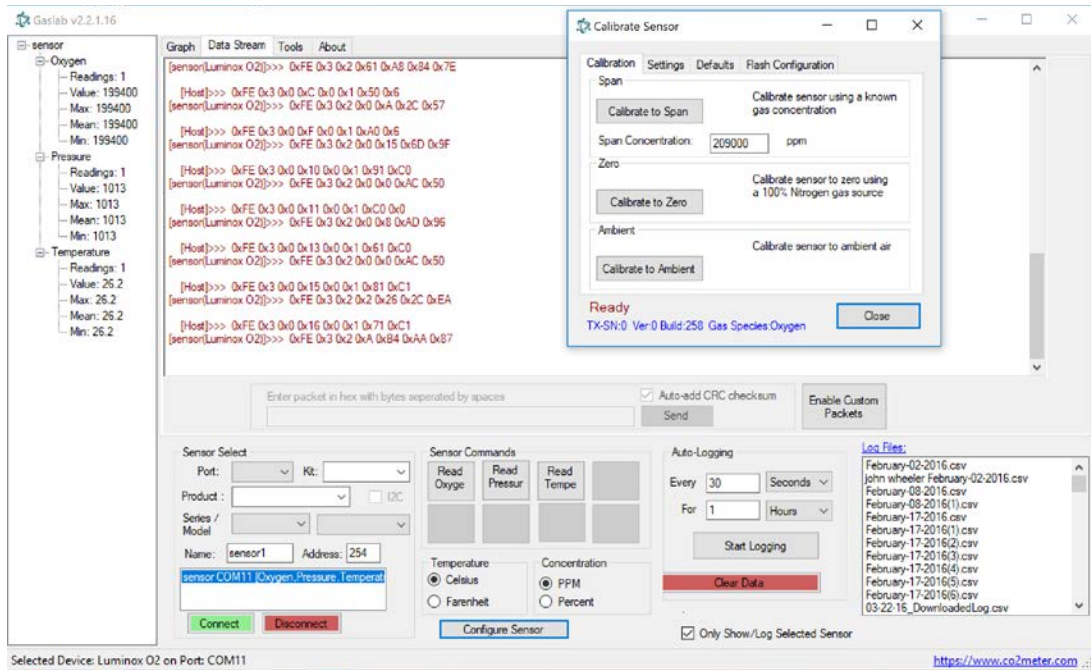 Gaslab v2.2.1.16
sensor
Oxygen
Readings: 1
Value: 199400
Max: 199400
Mean: 199400
Min: 199400
Pressure
Readings: 1
Value: 1013
Max: 1013
Mean: 1013
Min: 1013
Temperature
Readings: 1
Value: 26.2
Max: 26.2
Mean: 26.2
Min: 26.2
Graph Data Stream Tools About
[sensor(Luminox O2)]>>> 0xFE 0x3 0x2 0x61 0xA8 0x84 0x7E
[Host]>>> 0xFE 0x3 0x0 0xC 0x0 0x1 0x50 0x6
[sensor(Luminox O2)]>>> 0xFE 0x3 0x2 0x0 0xA 0x2C 0x57
[Host]>>> 0xFE 0x3 0x0 0xF 0x0 0x1 0xA0 0x6
[sensor(Luminox O2)]>>> 0xFE 0x3 0x2 0x0 0x15 0x6D 0x9F
[Host]>>> 0xFE 0x3 0x0 0x10 0x0 0x1 0x91 0xC0
[sensor(Luminox O2)]>>> 0xFE 0x3 0x2 0x0 0x0 0xAC 0x50
[Host]>>> 0xFE 0x3 0x0 0x11 0x0 0x1 0xC0 0x0
[sensor(Luminox O2)]>>> 0xFE 0x3 0x2 0x0 0x8 0xAD 0x96
[Host]>>> 0xFE 0x3 0x0 0x13 0x0 0x1 0x61 0xC0
[sensor(Luminox O2)]>>> 0xFE 0x3 0x2 0x0 0x0 0xAC 0x50
[Host]>>> 0xFE 0x3 0x0 0x15 0x0 0x1 0x81 0xC1
[sensor(Luminox O2)]>>> 0xFE 0x3 0x2 0x2 0x26 0x2C 0xEA
[Host]>>> 0xFE 0x3 0x0 0x16 0x0 0x1 0x71 0xC1
[sensor(Luminox O2)]>>> 0xFE 0x3 0x2 0xA 0xB4 0xAA 0x87
Calibrate Sensor
Calibration Settings Defaults Flash Configuration
Span
Calibrate to Span
Calibrate sensor using a known
gas concentration
Span Concentration: 209000 ppm
Zero
Calibrate to Zero
Calibrate sensor to zero using
a 100% Nitrogen gas source
Ambient
Calibrate to Ambient
Calibrate sensor to ambient air
Ready
TX-SN:0 Ver:0 Build:258 Gas Species:Oxygen
Close
Enter packet in hex with bytes seperated by spaces
Auto-add CRC checksum
Send
Enable Custom
Packets
Sensor Select
Port: Kit:
Product : I2C
Series /
Model
Name: sensor1 Address: 254
sensor COM11 [Oxygen,Pressure,Temperat
Connect Disconnect
Sensor Commands
Read
Oxyge
Read
Pressur
Read
Tempe
Temperature
Celsius
Farenheit
Concentration
PPM
Percent
Configure Sensor
Auto-Logging
Every 30 Seconds
For 1 Hours
Start Logging
Clear Data
Only Show/Log Selected Sensor
Log Files:
February-02-2016.csv
john wheeler February-02-2016.csv
February-08-2016.csv
February-08-2016(1).csv
February-17-2016.csv
February-17-2016(1).csv
February-17-2016(2).csv
February-17-2016(3).csv
February-17-2016(4).csv
February-17-2016(5).csv
February-17-2016(6).csv
03-22-16_DownloadedLog.csv
Selected Device: Luminox O2 on Port: COM11
https://www.co2meter.com